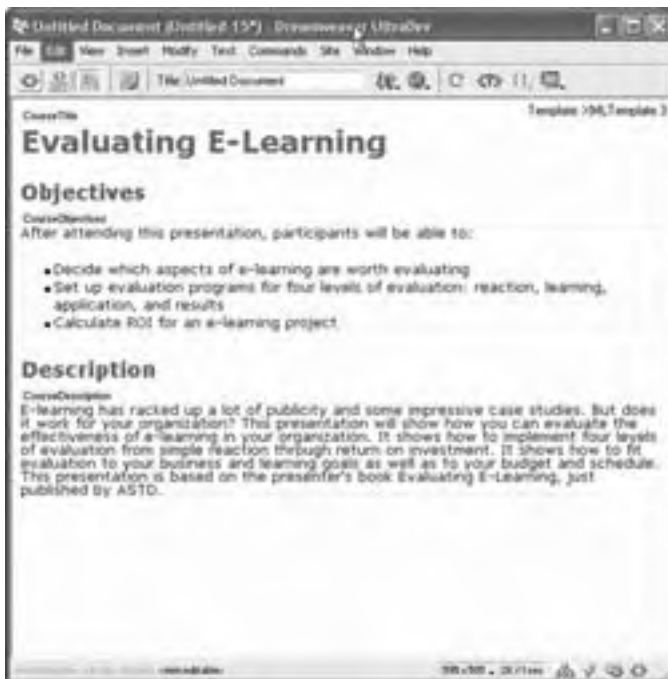 Untitled Document (Untitled-15*) - Dreamweaver UltraDev
File Edit View Insert Modify Text Commands Site Window Help
Title: Untitled Document
Template
CourseTitle
Evaluating E-Learning
Objectives
CourseObjectives
After attending this presentation, participants will be able to:
•Decide which aspects of e-learning are worth evaluating
•Set up evaluation programs for four levels of evaluation: reaction, learning,
application, and results
•Calculate ROI for an e-learning project
Description
CourseDescription
E-learning has racked up a lot of publicity and some impressive case studies. But does
it work for your organization? This presentation will show how you can evaluate the
effectiveness of e-learning in your organization. It shows how to implement four levels
of evaluation from simple reaction through return on investment. It shows how to fit
evaluation to your business and learning goals as well as to your budget and schedule.
This presentation is based on the presenter's book Evaluating E-Learning, just
published by ASTD.